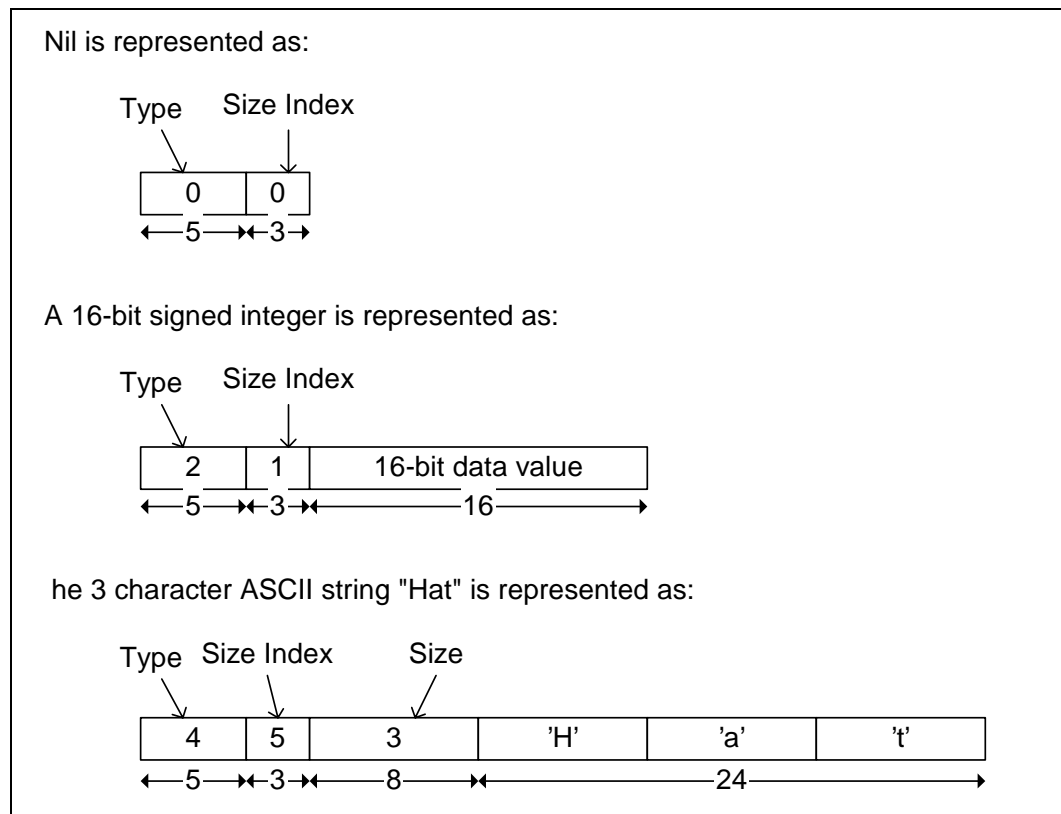 Nil is represented as:
Type Size Index
0 0
5 3
A 16-bit signed integer is represented as:
Type Size Index
2 1 16-bit data value
5 3 16
he 3 character ASCII string "Hat" is represented as:
Type Size Index Size
4 5 3 'H' 'a' 't'
5 3 8 24